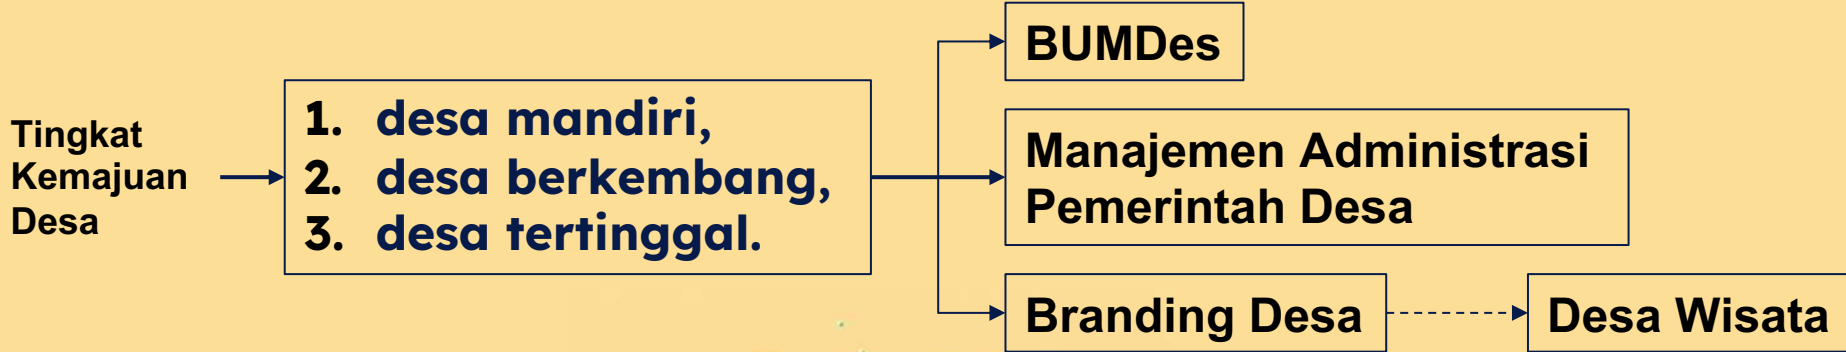 Tingkat
Kemajuan
Desa
1. desa mandiri,
2. desa berkembang,
3. desa tertinggal.
BUMDes
Manajemen Administrasi
Pemerintah Desa
Branding Desa
Desa Wisata